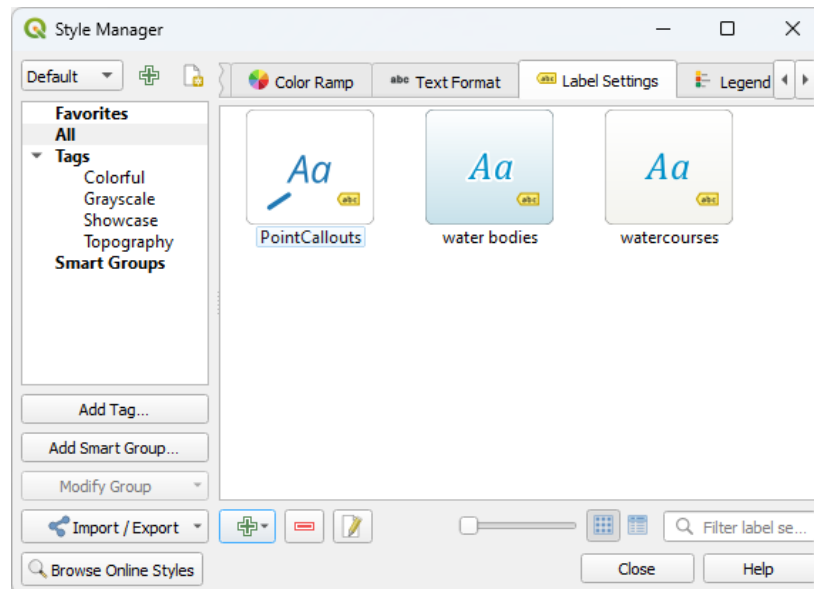 Style Manager
Default
Color Ramp
abc Text Format
abc Label Settings
Legend
Favorites
All
Tags
Colorful
Grayscale
Showcase
Topography
Smart Groups
Aa
abc
PointCallouts
Aa
abc
water bodies
Aa
abc
watercourses
Add Tag...
Add Smart Group...
Modify Group
Import / Export
Filter label se...
Browse Online Styles
Close
Help